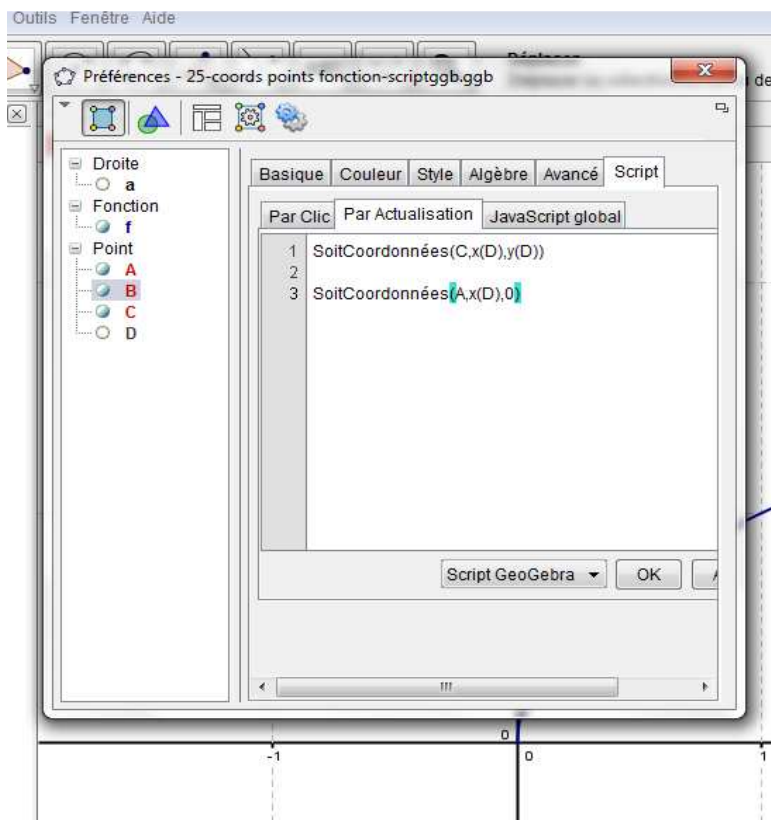 Outils Fenêtre Aide
de
Préférences - 25-coords points fonction-scriptggb.ggb
Droite
a
Fonction
f
Point
A
B
C
D
Basique Couleur Style Algèbre Avancé Script
Par Clic Par Actualisation JavaScript global
1 SoitCoordonnées(C,x(D),y(D))
2
3 SoitCoordonnées(A,x(D),0)
Script GeoGebra OK
0
-1 0 1